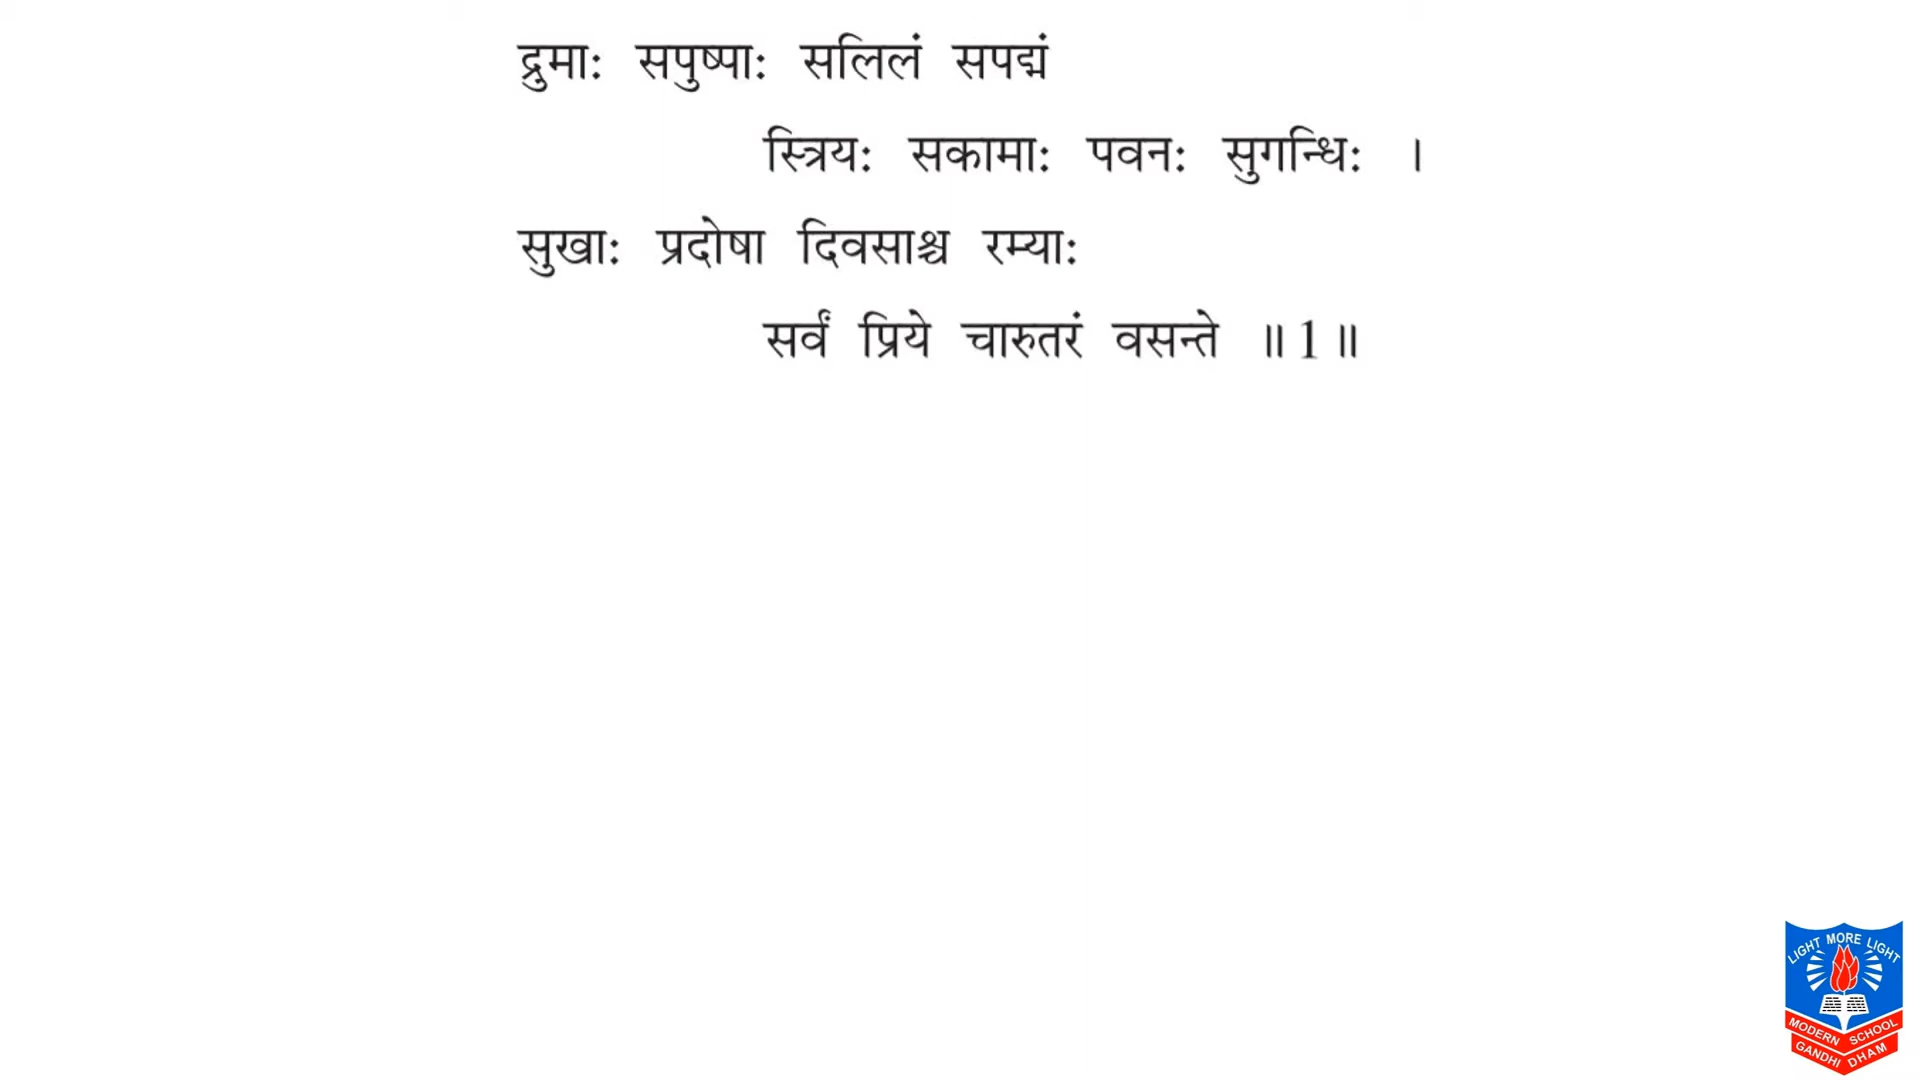 द्रुमाः सपुष्पाः सलिलं सपद्मं
स्त्रियः सकामाः पवनः सुगन्धिः ।
सुखाः प्रदोषा दिवसाश्च रम्याः
सर्वं प्रिये चारुतरं वसन्ते ॥ 1 ॥
LIGHT MORE LIGHT
MODERN SCHOOL
GANDHI DHAM